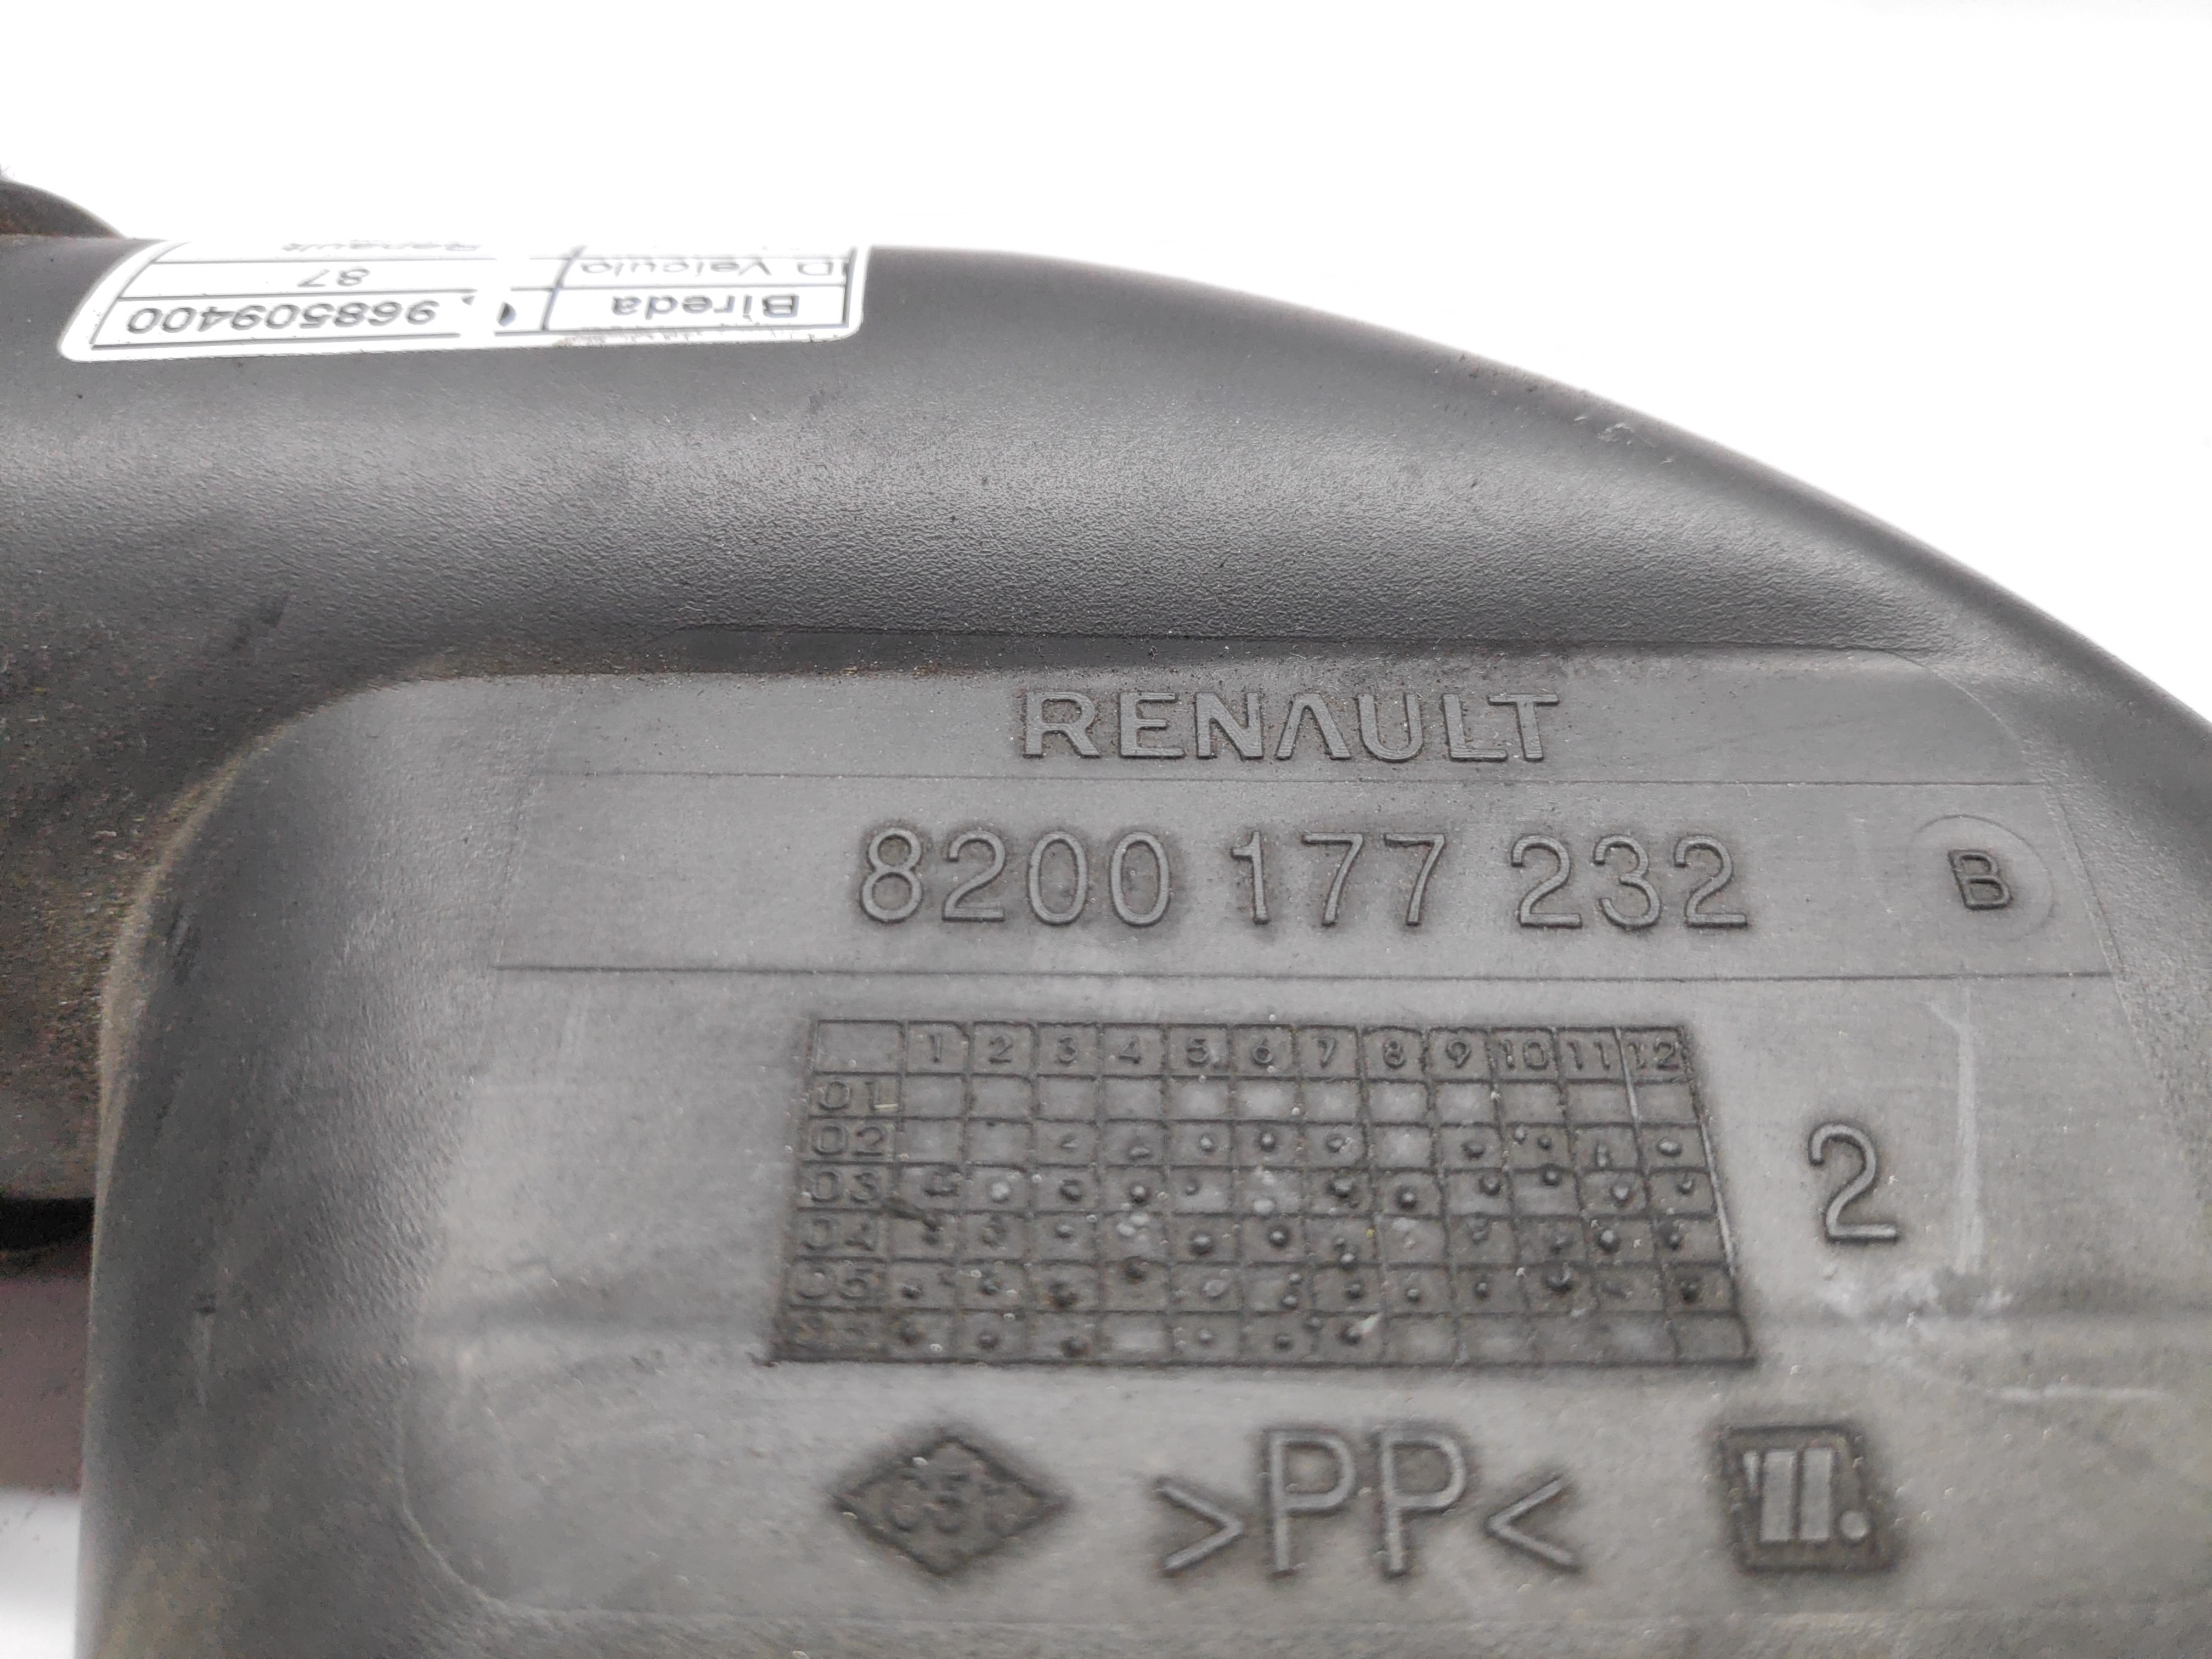 Bireda 968509400
ID Veiculo 87
Renault
RENAULT
8200 177 232 B
1 2 3 4 5 6 7 8 9 10 11 12
01
02
03
04
05
2
>PP<